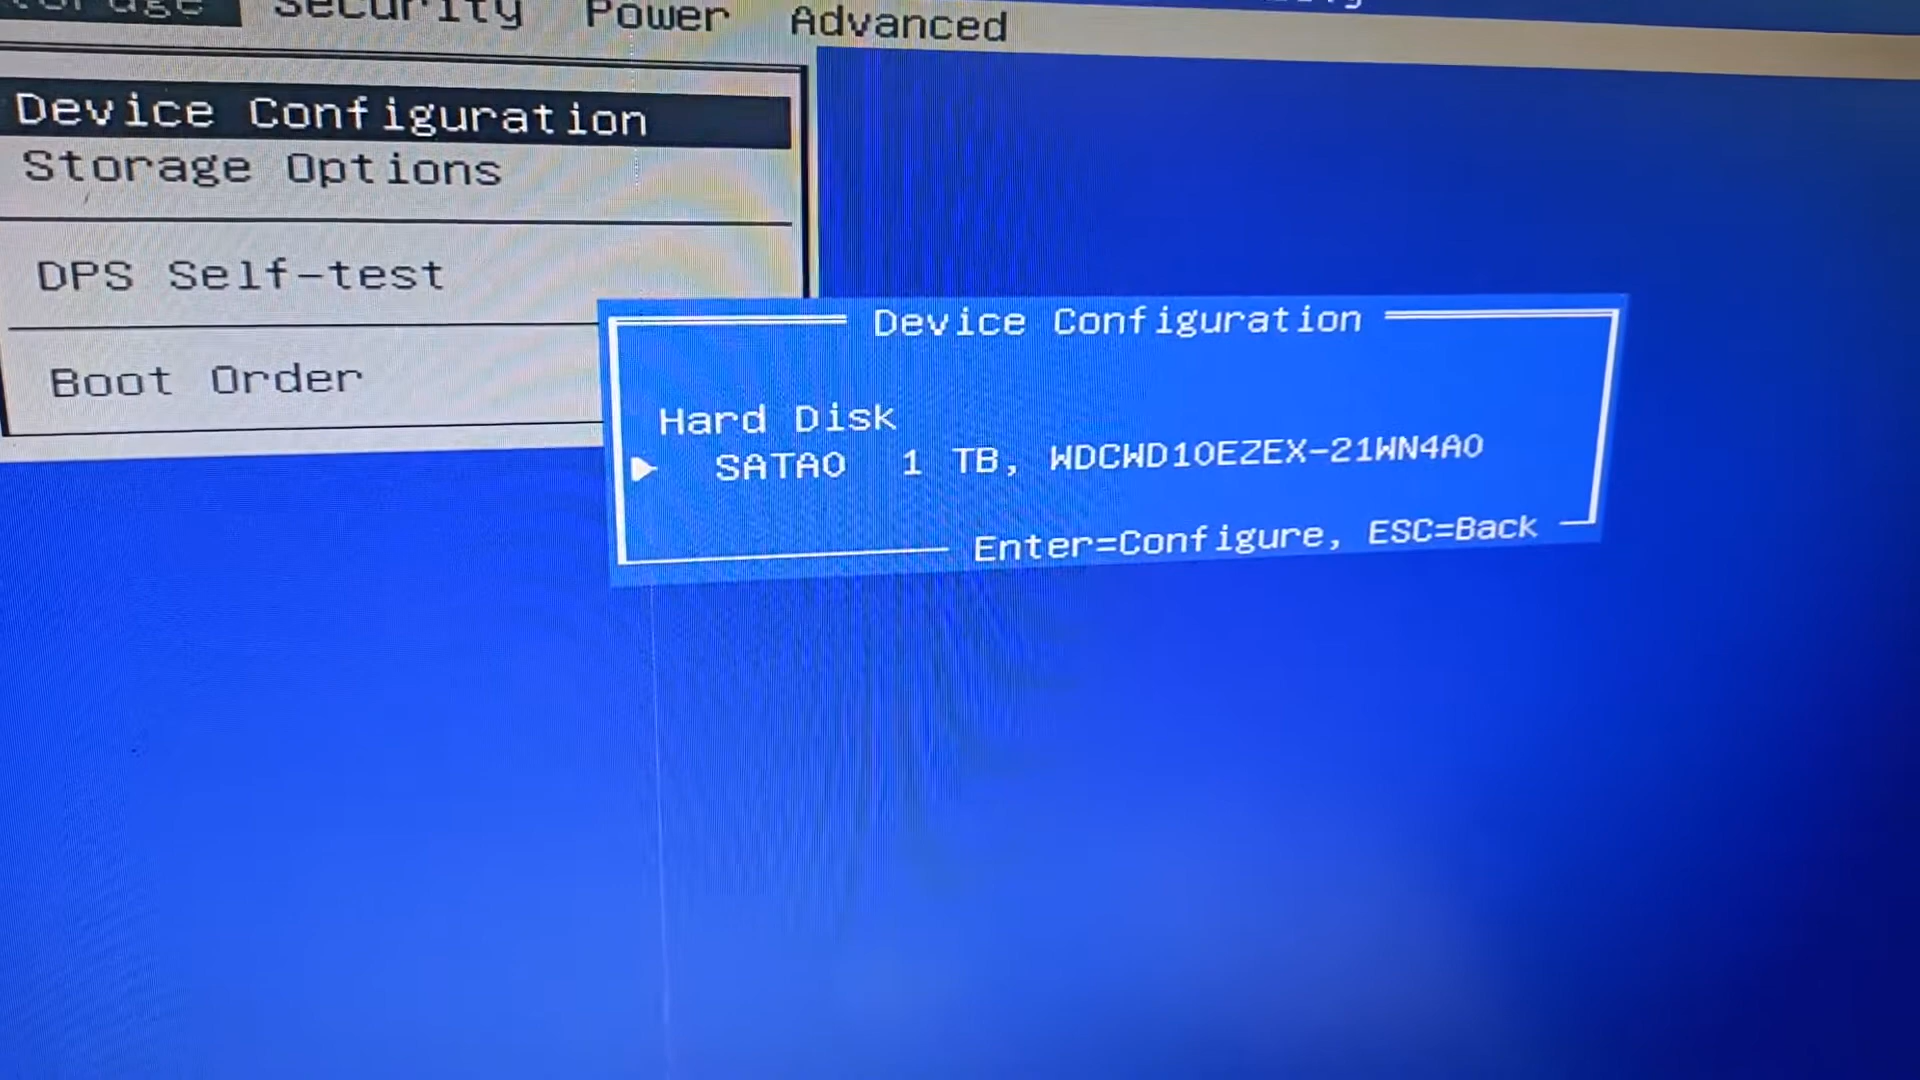 Security Power Advanced
Device Configuration
Storage Options
DPS Self-test
Boot Order
Device Configuration
Hard Disk
SATA0 1 TB, WDCWD10EZEX-21WN4A0
Enter=Configure, ESC=Back